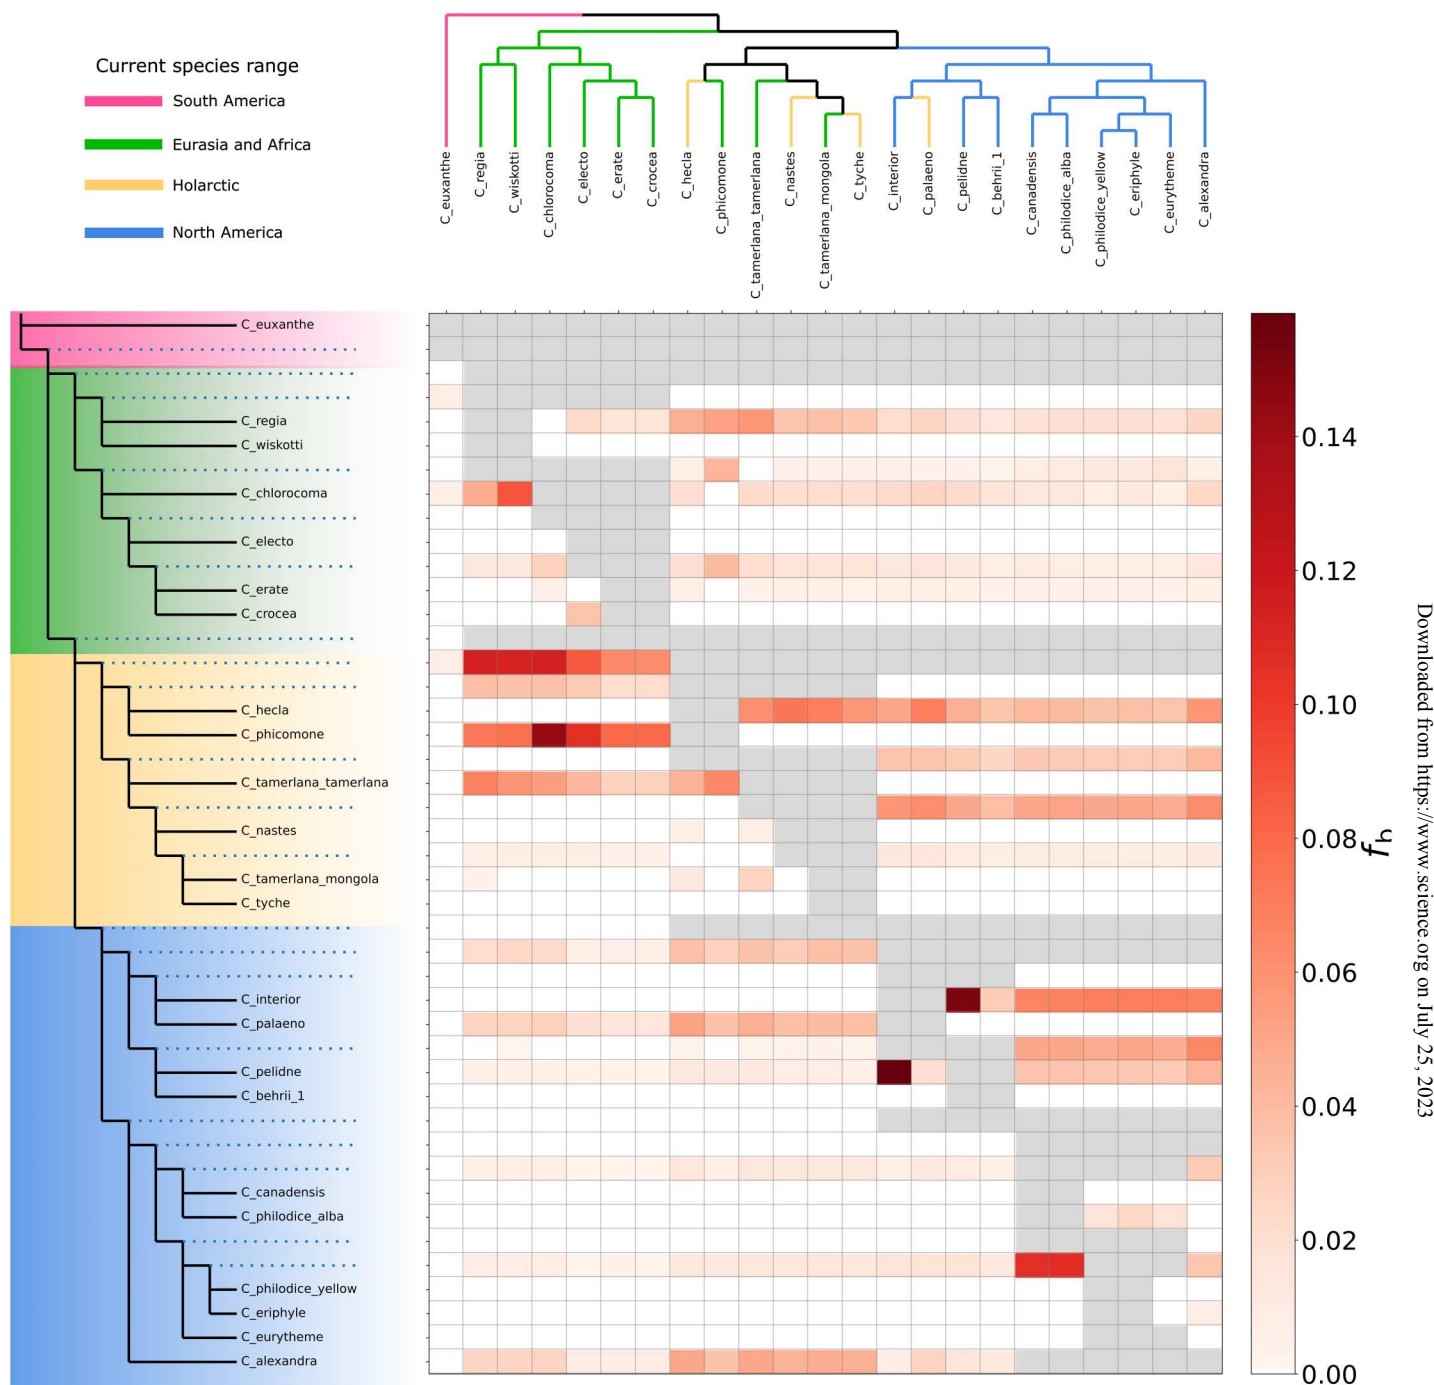 Current species range
South America
Eurasia and Africa
Holarctic
North America
C_euxanthe
C_regia
C_wiskotti
C_chlorocoma
C_electo
C_erate
C_crocea
C_hecla
C_phicomone
C_tamerlana_tamerlana
C_nastes
C_tamerlana_mongola
C_tyche
C_interior
C_palaeno
C_pelidne
C_behrii_1
C_canadensis
C_philodice_alba
C_philodice_yellow
C_eriphyle
C_eurytheme
C_alexandra
C_euxanthe
C_regia
C_wiskotti
C_chlorocoma
C_electo
C_erate
C_crocea
C_hecla
C_phicomone
C_tamerlana_tamerlana
C_nastes
C_tamerlana_mongola
C_tyche
C_interior
C_palaeno
C_pelidne
C_behrii_1
C_canadensis
C_philodice_alba
C_philodice_yellow
C_eriphyle
C_eurytheme
C_alexandra
0.14
0.12
0.10
0.08
0.06
0.04
0.02
0.00
fh
Downloaded from https://www.science.org on July 25, 2023